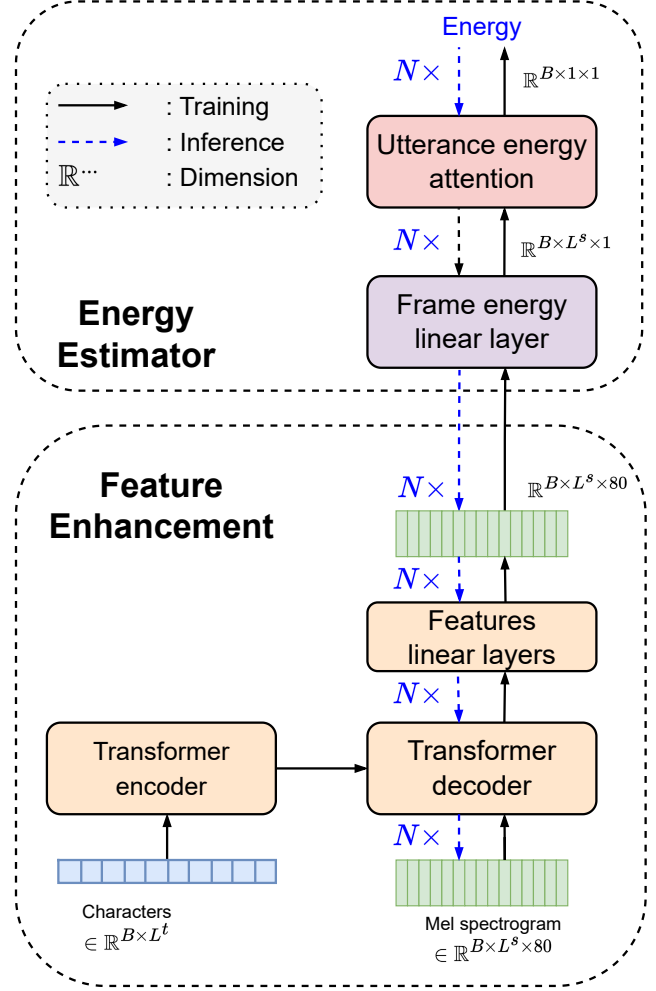 Energy
N×
ℝ^{B×1×1}
: Training
: Inference
ℝ^{...} : Dimension
Utterance energy
attention
N×
ℝ^{B×L^s×1}
Energy
Estimator
Frame energy
linear layer
Feature
Enhancement
N×
ℝ^{B×L^s×80}
N×
Features
linear layers
N×
Transformer
encoder
Transformer
decoder
N×
Characters
∈ ℝ^{B×L^t}
Mel spectrogram
∈ ℝ^{B×L^s×80}